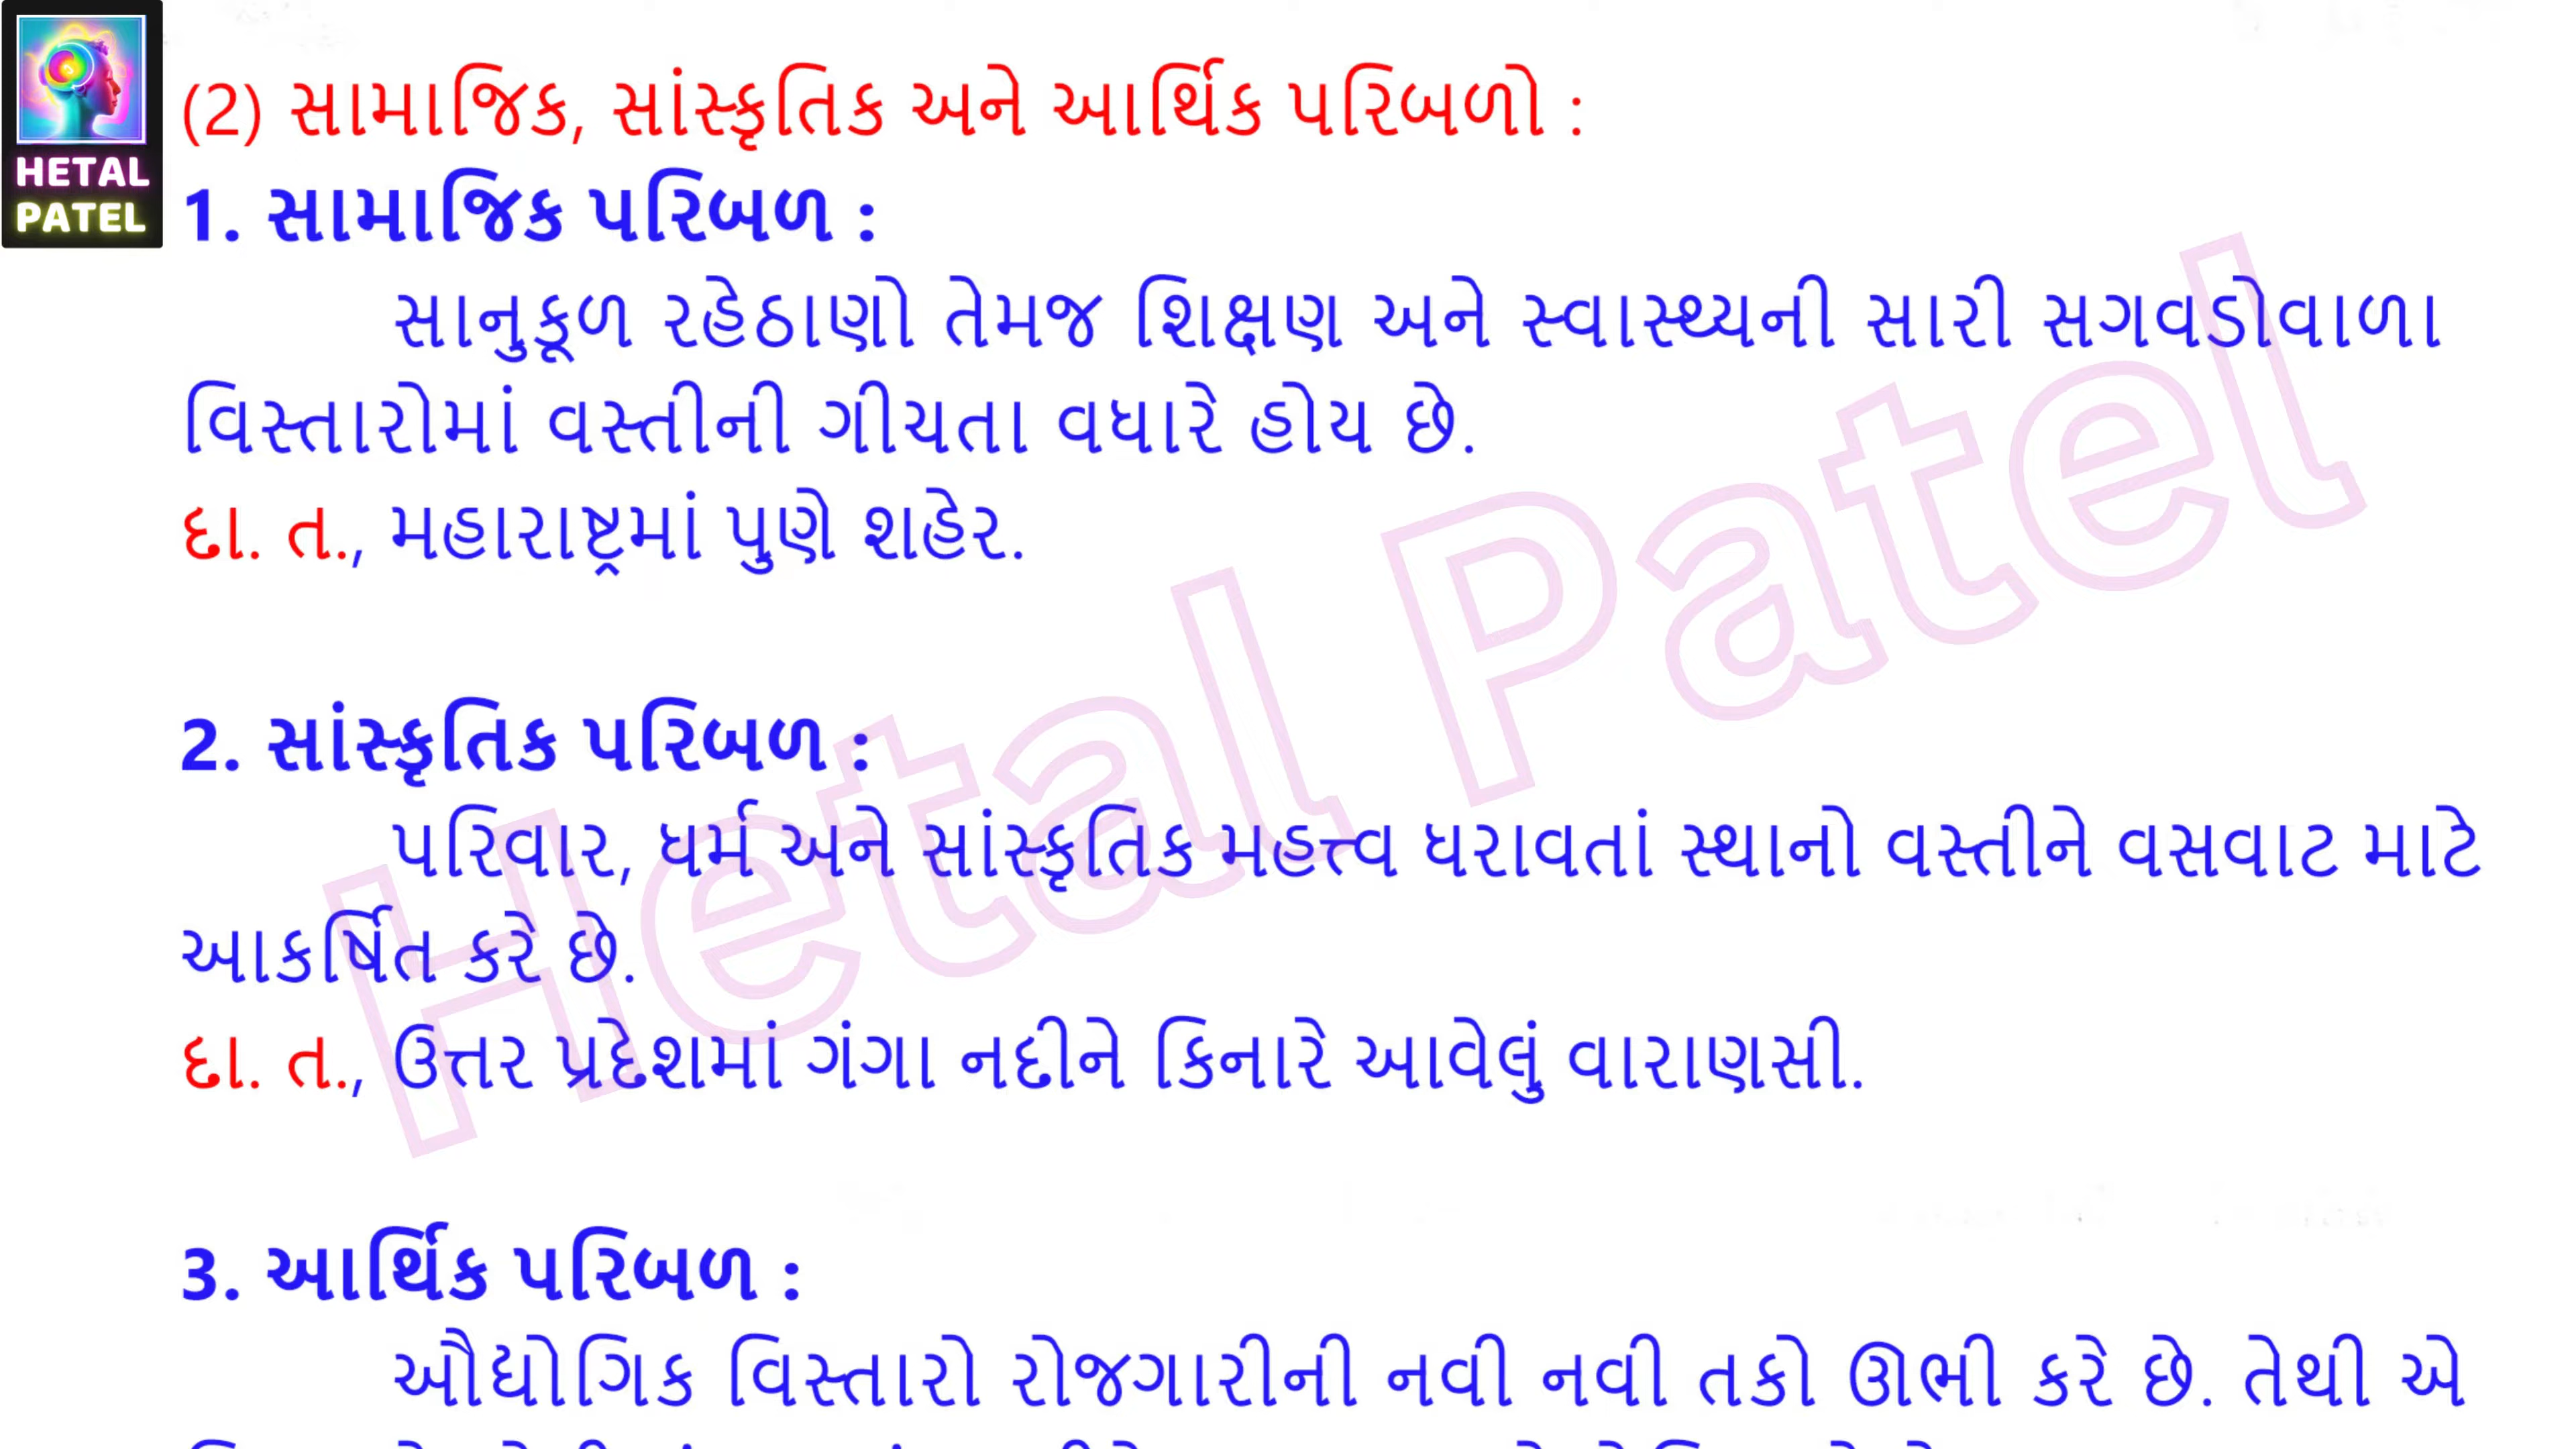 HETAL
PATEL
(2) સામાજિક, સાંસ્કૃતિક અને આર્થિક પરિબળો :
1. સામાજિક પરિબળ :
સાનુકૂળ રહેઠાણો તેમજ શિક્ષણ અને સ્વાસ્થ્યની સારી સગવડોવાળા
વિસ્તારોમાં વસ્તીની ગીચતા વધારે હોય છે.
દા. ત., મહારાષ્ટ્રમાં પુણે શહેર.
2. સાંસ્કૃતિક પરિબળ :
પરિવાર, ધર્મ અને સાંસ્કૃતિક મહત્ત્વ ધરાવતાં સ્થાનો વસ્તીને વસવાટ માટે
આકર્ષિત કરે છે.
દા. ત., ઉત્તર પ્રદેશમાં ગંગા નદીને કિનારે આવેલું વારાણસી.
3. આર્થિક પરિબળ :
ઔદ્યોગિક વિસ્તારો રોજગારીની નવી નવી તકો ઊભી કરે છે. તેથી એ
Hetal Patel